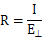 R = I / E⊥